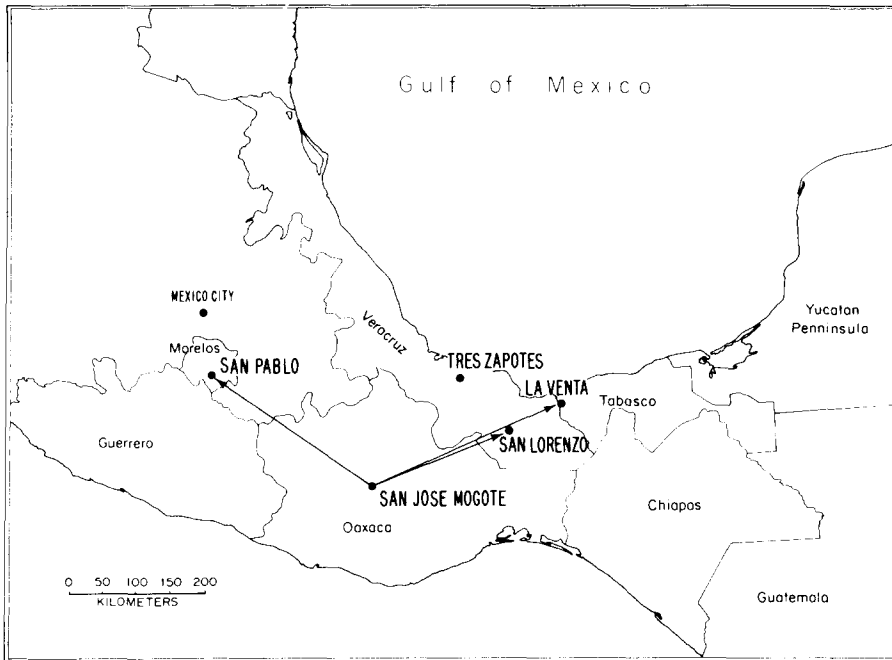 Gulf of Mexico
MEXICO CITY
Veracruz
Yucatan
Penninsula
Morelos
SAN PABLO
TRES ZAPOTES
LA VENTA
Tabasco
Guerrero
SAN LORENZO
SAN JOSE MOGOTE
Oaxaca
Chiapas
0 50 100 150 200
KILOMETERS
Guatemala